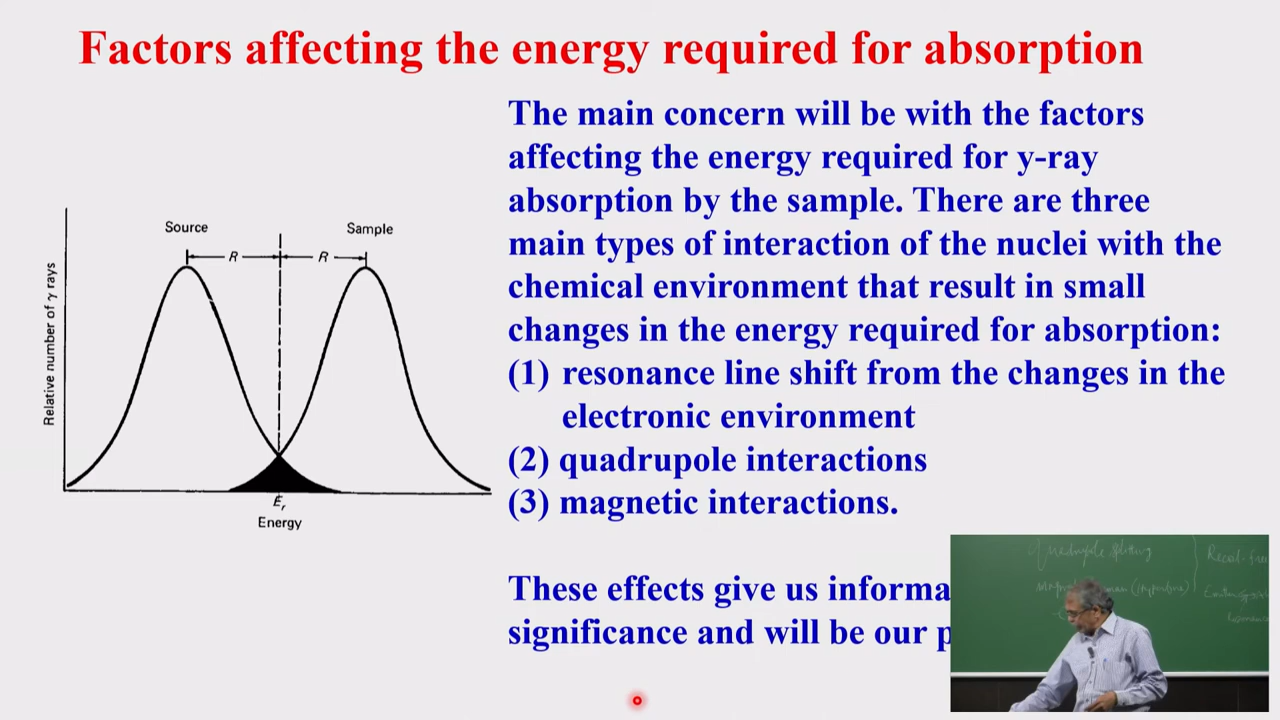 Factors affecting the energy required for absorption
The main concern will be with the factors
affecting the energy required for y-ray
absorption by the sample. There are three
main types of interaction of the nuclei with the
chemical environment that result in small
changes in the energy required for absorption:
(1) resonance line shift from the changes in the
electronic environment
(2) quadrupole interactions
(3) magnetic interactions.
These effects give us informa
significance and will be our p
Source
Sample
R
R
Relative number of γ rays
Er
Energy
Quadrupole splitting
Recoil-free